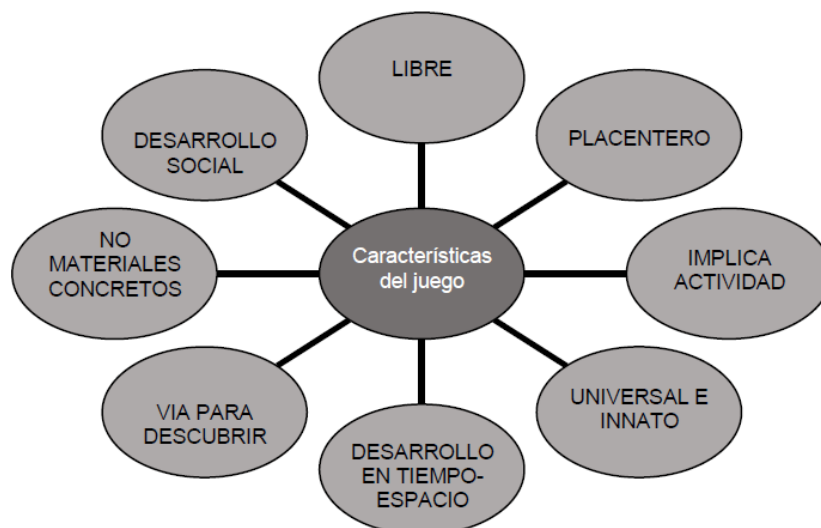 LIBRE
PLACENTERO
IMPLICA
ACTIVIDAD
UNIVERSAL E
INNATO
DESARROLLO
EN TIEMPO-
ESPACIO
VIA PARA
DESCUBRIR
NO
MATERIALES
CONCRETOS
DESARROLLO
SOCIAL
Características
del juego